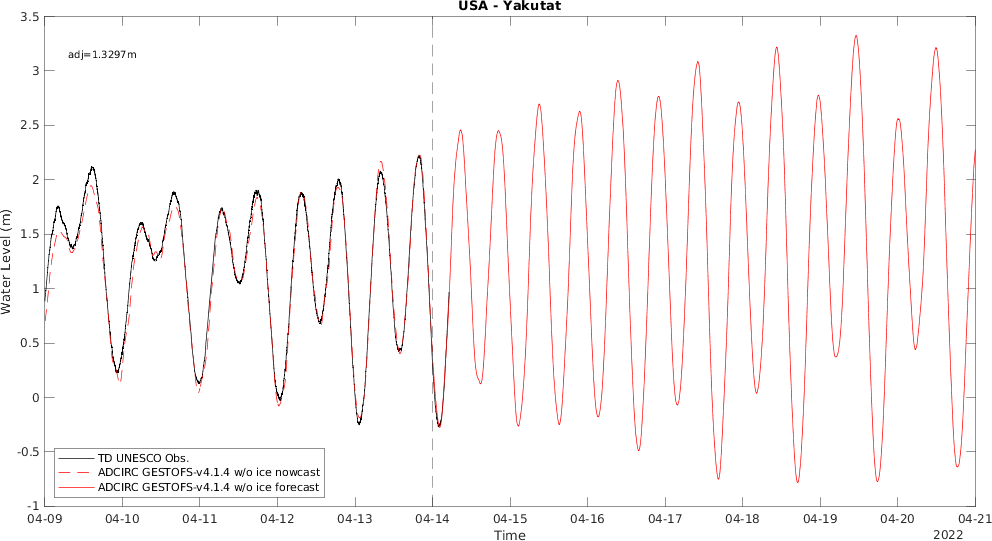 USA - Yakutat
adj=1.3297m
3.5
3
2.5
2
1.5
1
0.5
0
-0.5
-1
Water Level (m)
TD UNESCO Obs.
ADCIRC GESTOFS-v4.1.4 w/o ice nowcast
ADCIRC GESTOFS-v4.1.4 w/o ice forecast
04-09 04-10 04-11 04-12 04-13 04-14 04-15 04-16 04-17 04-18 04-19 04-20 04-21
Time
2022